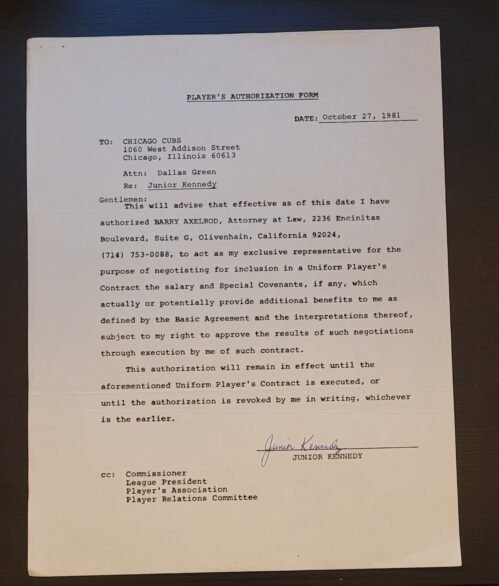 PLAYER'S AUTHORIZATION FORM
DATE: October 27, 1981
TO: CHICAGO CUBS
1060 West Addison Street
Chicago, Illinois 60613
Attn: Dallas Green
Re: Junior Kennedy
Gentlemen:
This will advise that effective as of this date I have
authorized BARRY AXELROD, Attorney at Law, 2236 Encinitas
Boulevard, Suite G, Olivenhain, California 92024,
(714) 753-0088, to act as my exclusive representative for the
purpose of negotiating for inclusion in a Uniform Player's
Contract the salary and Special Covenants, if any, which
actually or potentially provide additional benefits to me as
defined by the Basic Agreement and the interpretations thereof,
subject to my right to approve the results of such negotiations
through execution by me of such contract.
This authorization will remain in effect until the
aforementioned Uniform Player's Contract is executed, or
until the authorization is revoked by me in writing, whichever
is the earlier.
Junior Kennedy
JUNIOR KENNEDY
cc: Commissioner
League President
Player's Association
Player Relations Committee